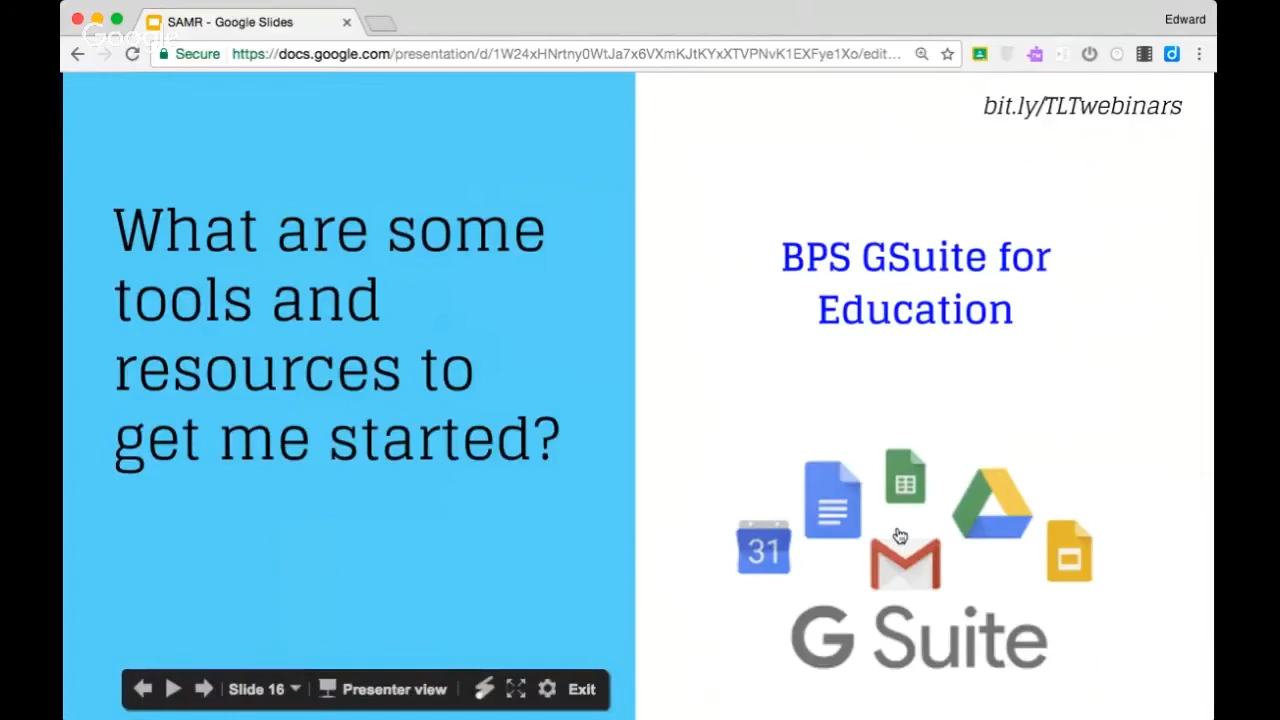 SAMR - Google Slides
Edward
Google
Secure https://docs.google.com/presentation/d/1W24xHNrtny0WtJa7x6VXmKJtKYxXTVPNvK1EXFye1Xo/edit...
bit.ly/TLTwebinars
What are some
tools and
resources to
get me started?
BPS GSuite for
Education
31
G Suite
Slide 16
Presenter view
Exit